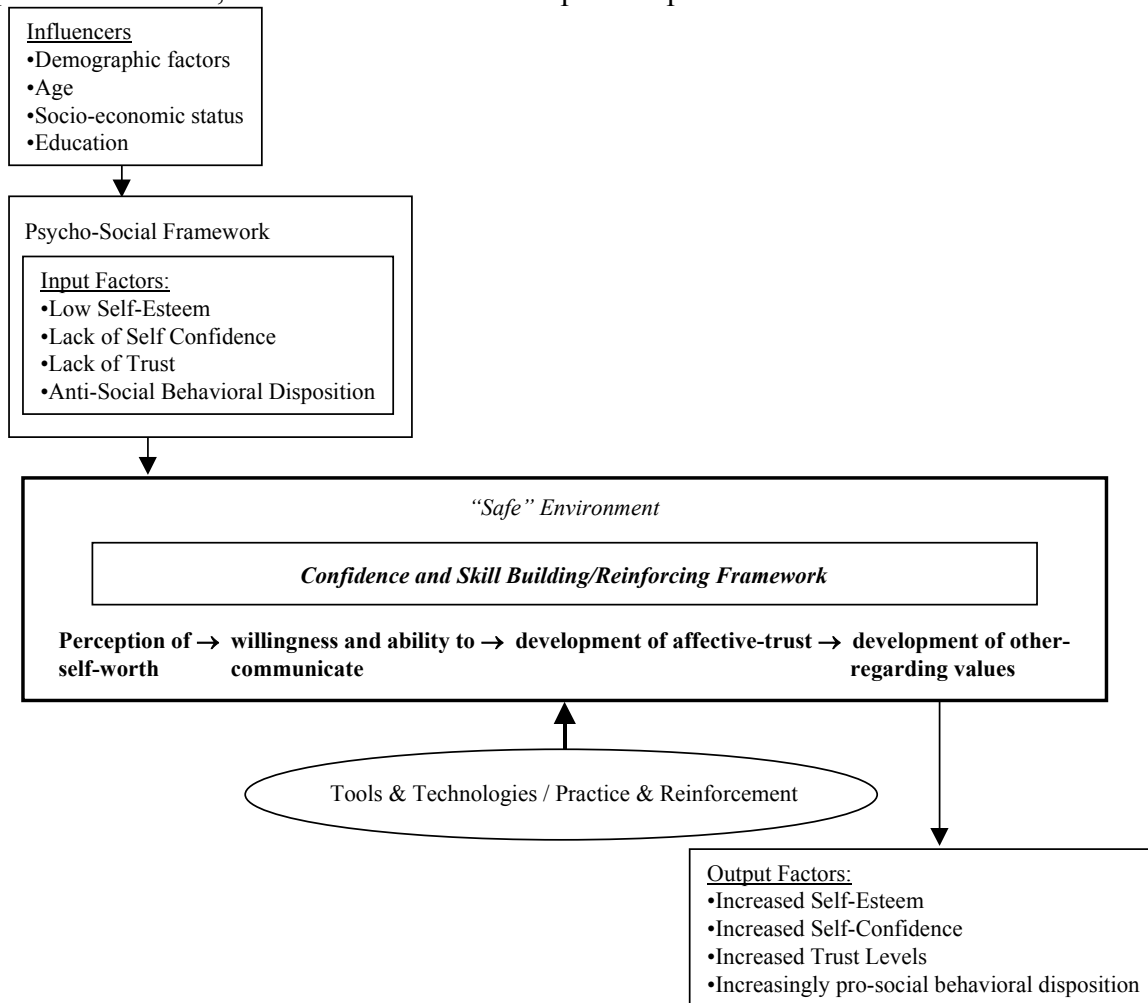 Influencers
•Demographic factors
•Age
•Socio-economic status
•Education
Psycho-Social Framework
Input Factors:
•Low Self-Esteem
•Lack of Self Confidence
•Lack of Trust
•Anti-Social Behavioral Disposition
“Safe” Environment
Confidence and Skill Building/Reinforcing Framework
Perception of → willingness and ability to → development of affective-trust → development of other-
self-worth communicate regarding values
Tools & Technologies / Practice & Reinforcement
Output Factors:
•Increased Self-Esteem
•Increased Self-Confidence
•Increased Trust Levels
•Increasingly pro-social behavioral disposition